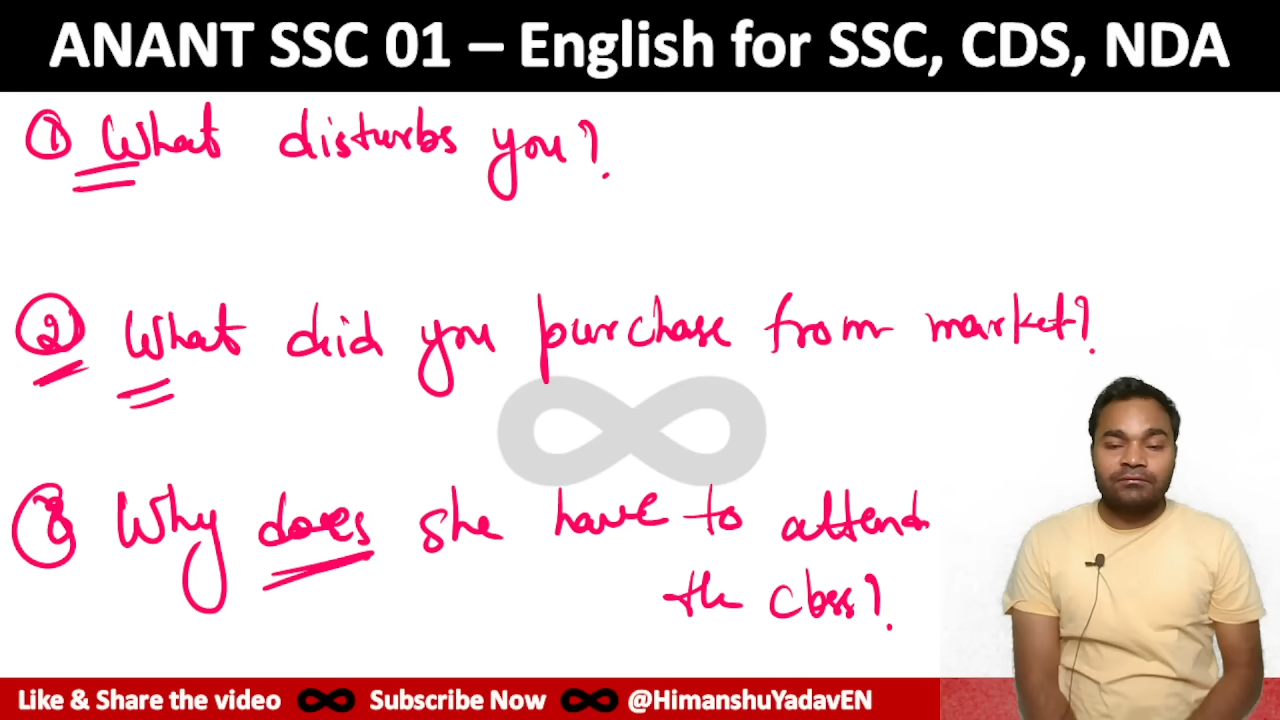 ANANT SSC 01 – English for SSC, CDS, NDA
① What disturbs you?
② What did you purchase from market?
③ Why does she have to attend
the class?
Like & Share the video Subscribe Now @HimanshuYadavEN